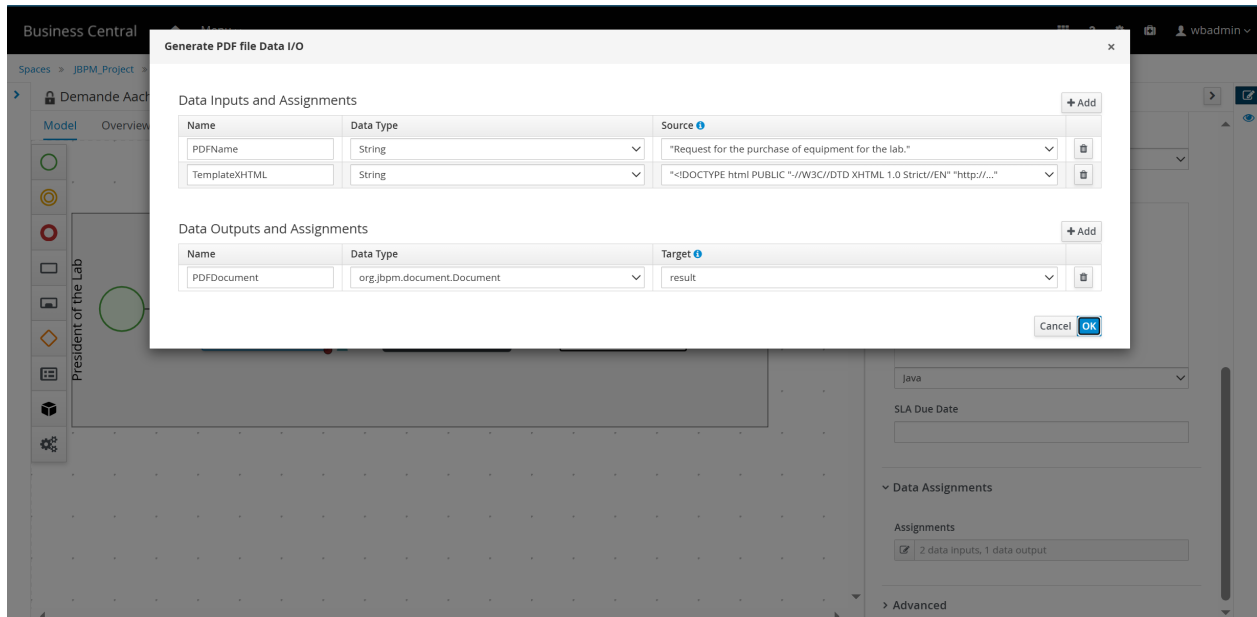 Business Central
wbadmin
Spaces » JBPM_Project »
Demande Aach
Model Overview
President of the Lab
Generate PDF file Data I/O
×
Data Inputs and Assignments
+ Add
Name Data Type Source
PDFName String "Request for the purchase of equipment for the lab."
TemplateXHTML String "<!DOCTYPE html PUBLIC "-//W3C//DTD XHTML 1.0 Strict//EN" "http://..."
Data Outputs and Assignments
+ Add
Name Data Type Target
PDFDocument org.jbpm.document.Document result
Cancel OK
Java
SLA Due Date
Data Assignments
Assignments
2 data inputs, 1 data output
Advanced